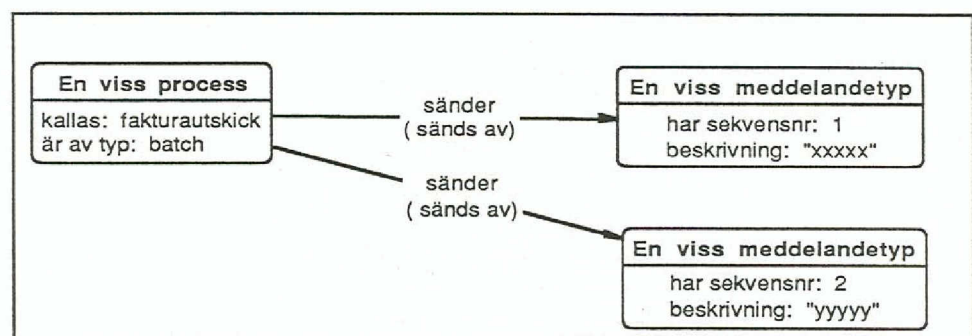 En viss process
kallas: fakturautskick
är av typ: batch
sänder
( sänds av)
En viss meddelandetyp
har sekvensnr: 1
beskrivning: "xxxxx"
sänder
( sänds av)
En viss meddelandetyp
har sekvensnr: 2
beskrivning: "yyyyy"